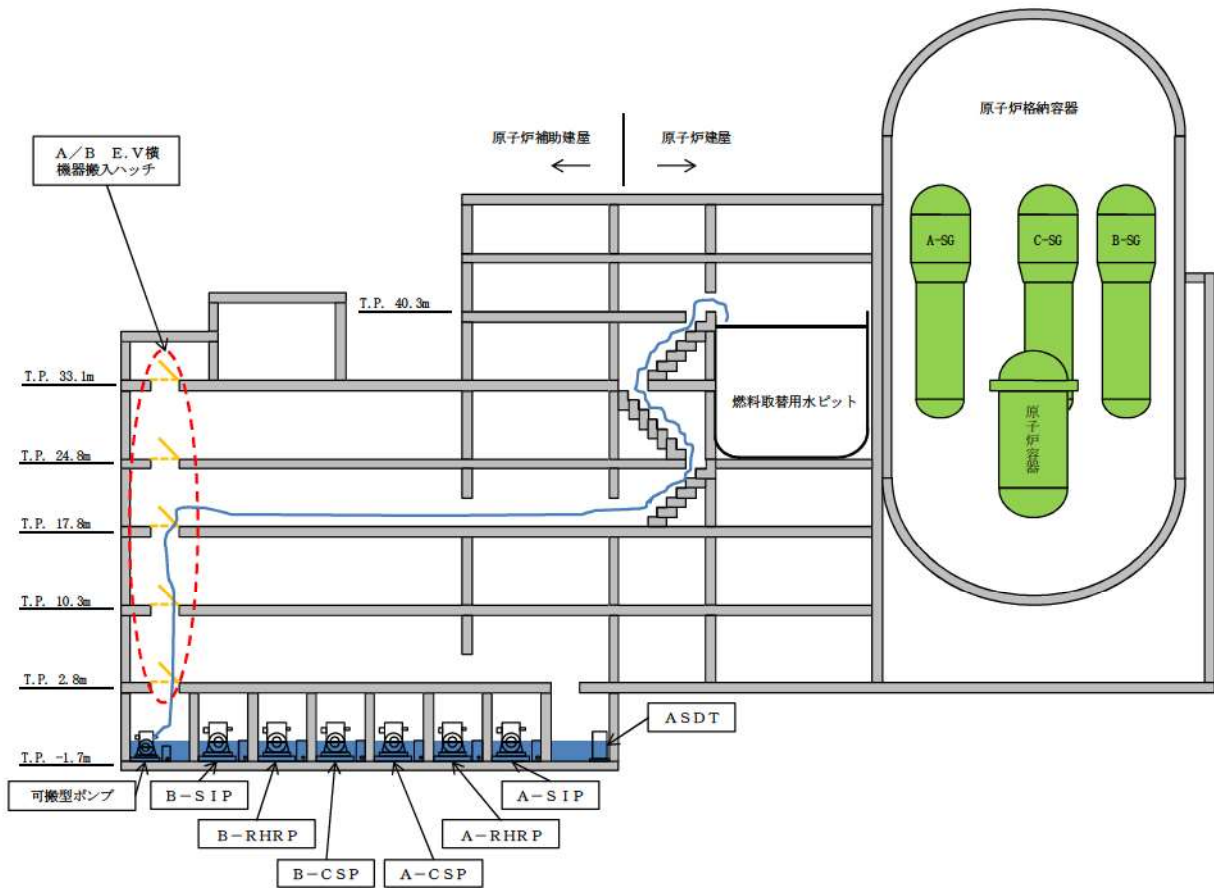 原子炉格納容器
原子炉補助建屋
原子炉建屋
A/B E.V横
機器搬入ハッチ
A-SG
C-SG
B-SG
T.P. 40.3m
T.P. 33.1m
燃料取替用水ピット
原子炉容器
T.P. 24.8m
T.P. 17.8m
T.P. 10.3m
T.P. 2.8m
ASDT
T.P. -1.7m
可搬型ポンプ
B-SIP
A-SIP
B-RHRP
A-RHRP
B-CSP
A-CSP